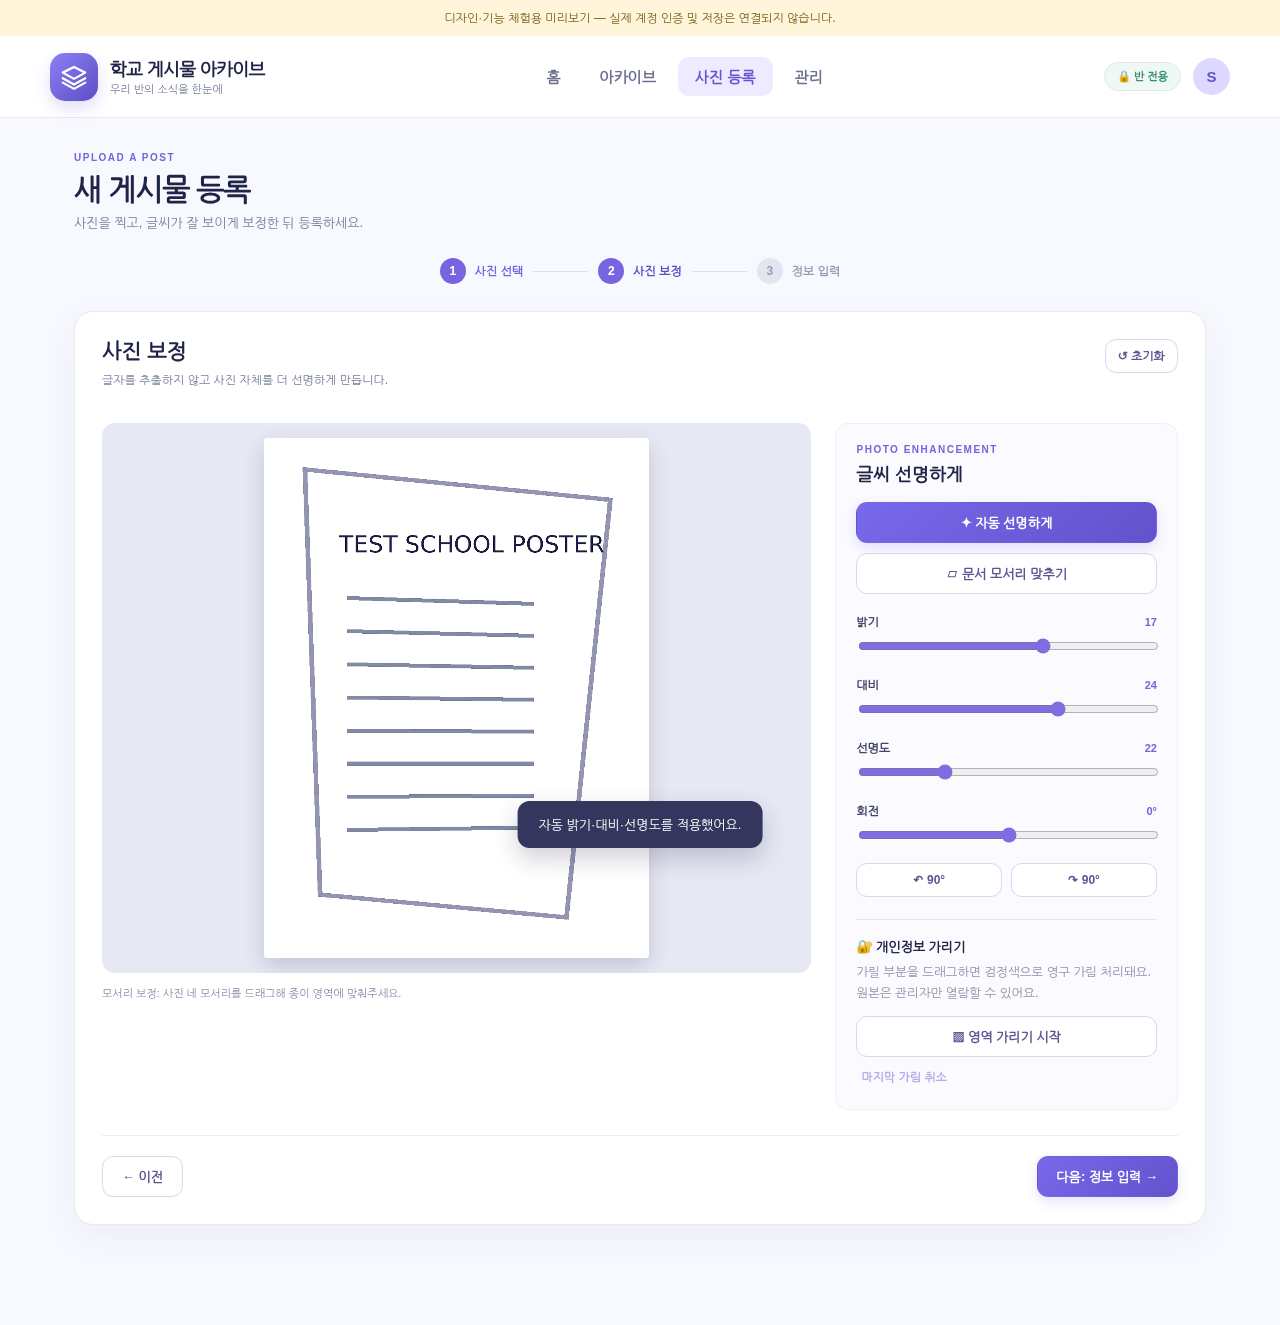 디자인·기능 체험용 미리보기 — 실제 계정 인증 및 저장은 연결되지 않습니다.
학교 게시물 아카이브
우리 반의 소식을 한눈에
홈
아카이브
사진 등록
관리
🔒 반 전용
S
UPLOAD A POST
새 게시물 등록
사진을 찍고, 글씨가 잘 보이게 보정한 뒤 등록하세요.
1 사진 선택
2 사진 보정
3 정보 입력
사진 보정
글자를 추출하지 않고 사진 자체를 더 선명하게 만듭니다.
↺ 초기화
TEST SCHOOL POSTER
자동 밝기·대비·선명도를 적용했어요.
모서리 보정: 사진 네 모서리를 드래그해 종이 영역에 맞춰주세요.
PHOTO ENHANCEMENT
글씨 선명하게
✦ 자동 선명하게
▱ 문서 모서리 맞추기
밝기 17
대비 24
선명도 22
회전 0°
↶ 90°
↷ 90°
🔐 개인정보 가리기
가릴 부분을 드래그하면 검정색으로 영구 가림 처리돼요.
원본은 관리자만 열람할 수 있어요.
▨ 영역 가리기 시작
마지막 가림 취소
← 이전
다음: 정보 입력 →